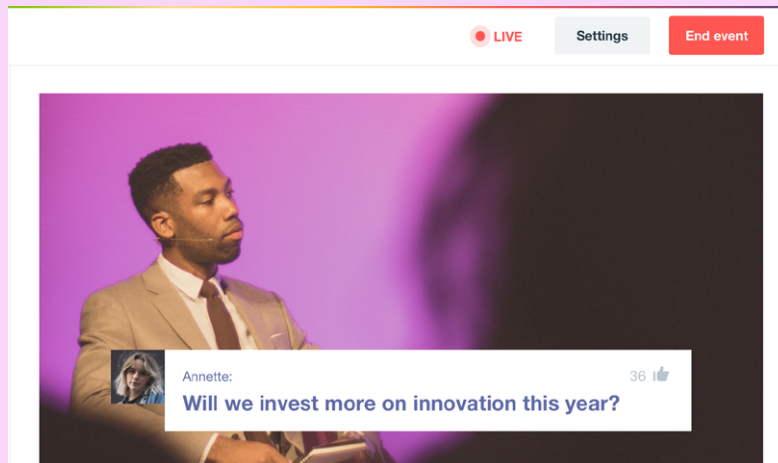 LIVE
Settings
End event
Annette:
36
Will we invest more on innovation this year?